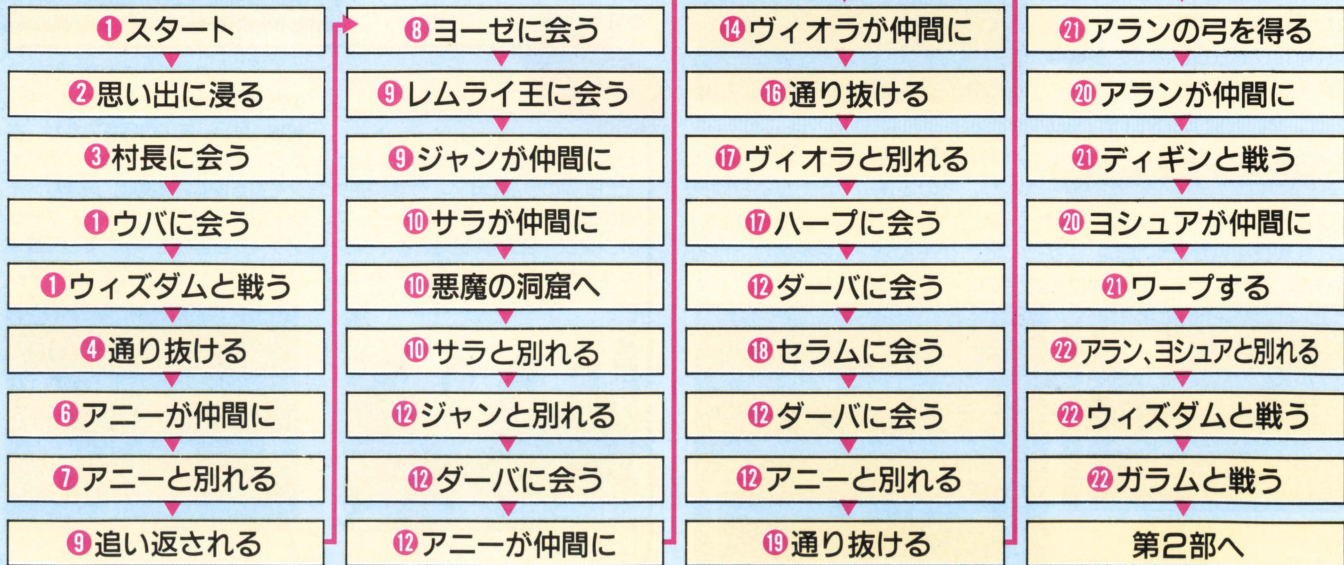 ❶スタート
❷思い出に浸る
❸村長に会う
❶ウバに会う
❶ウィズダムと戦う
❹通り抜ける
❻アニーが仲間に
❼アニーと別れる
❾追い返される
❽ヨーゼに会う
❾レムライ王に会う
❾ジャンが仲間に
❿サラが仲間に
❿悪魔の洞窟へ
❿サラと別れる
⓬ジャンと別れる
⓬ダーバに会う
⓬アニーが仲間に
⓮ヴィオラが仲間に
⓰通り抜ける
⓱ヴィオラと別れる
⓱ハープに会う
⓬ダーバに会う
⓲セラムに会う
⓬ダーバに会う
⓬アニーと別れる
⓳通り抜ける
㉑アランの弓を得る
⓴アランが仲間に
㉑ディギンと戦う
⓴ヨシュアが仲間に
㉑ワープする
㉒アラン、ヨシュアと別れる
㉒ウィズダムと戦う
㉒ガラムと戦う
第2部へ